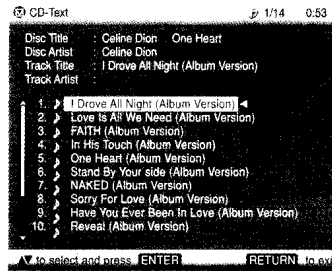 CD-Text 1/14 0:53
Disc Title : Celine Dion One Heart
Disc Artist : Celine Dion
Track Title : I Drove All Night (Album Version)
Track Artist :
1. I Drove All Night (Album Version)
2. Love Is All We Need (Album Version)
3. FAITH (Album Version)
4. In His Touch (Album Version)
5. One Heart (Album Version)
6. Stand By Your side (Album Version)
7. NAKED (Album Version)
8. Sorry For Love (Album Version)
9. Have You Ever Been In Love (Album Version)
10. Reveal (Album Version)
to select and press ENTER RETURN to ex